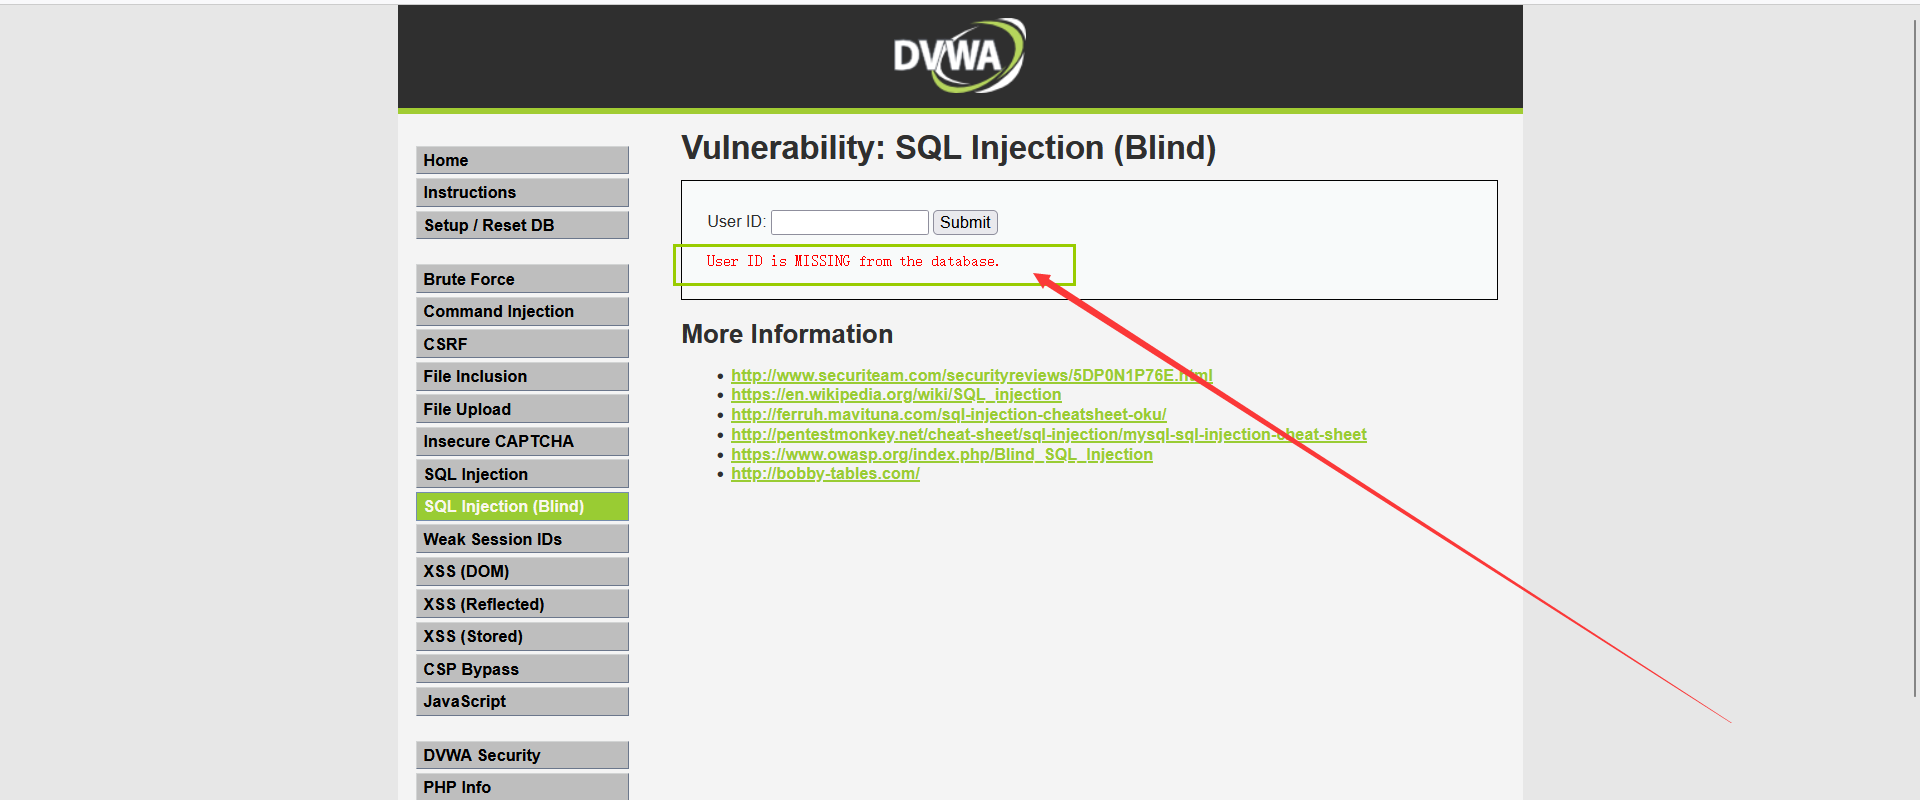 DVWA
Home
Instructions
Setup / Reset DB
Brute Force
Command Injection
CSRF
File Inclusion
File Upload
Insecure CAPTCHA
SQL Injection
SQL Injection (Blind)
Weak Session IDs
XSS (DOM)
XSS (Reflected)
XSS (Stored)
CSP Bypass
JavaScript
DVWA Security
PHP Info
Vulnerability: SQL Injection (Blind)
User ID: Submit
User ID is MISSING from the database.
More Information
http://www.securiteam.com/securityreviews/5DP0N1P76E.html
https://en.wikipedia.org/wiki/SQL_injection
http://ferruh.mavituna.com/sql-injection-cheatsheet-oku/
http://pentestmonkey.net/cheat-sheet/sql-injection/mysql-sql-injection-cheat-sheet
https://www.owasp.org/index.php/Blind_SQL_Injection
http://bobby-tables.com/